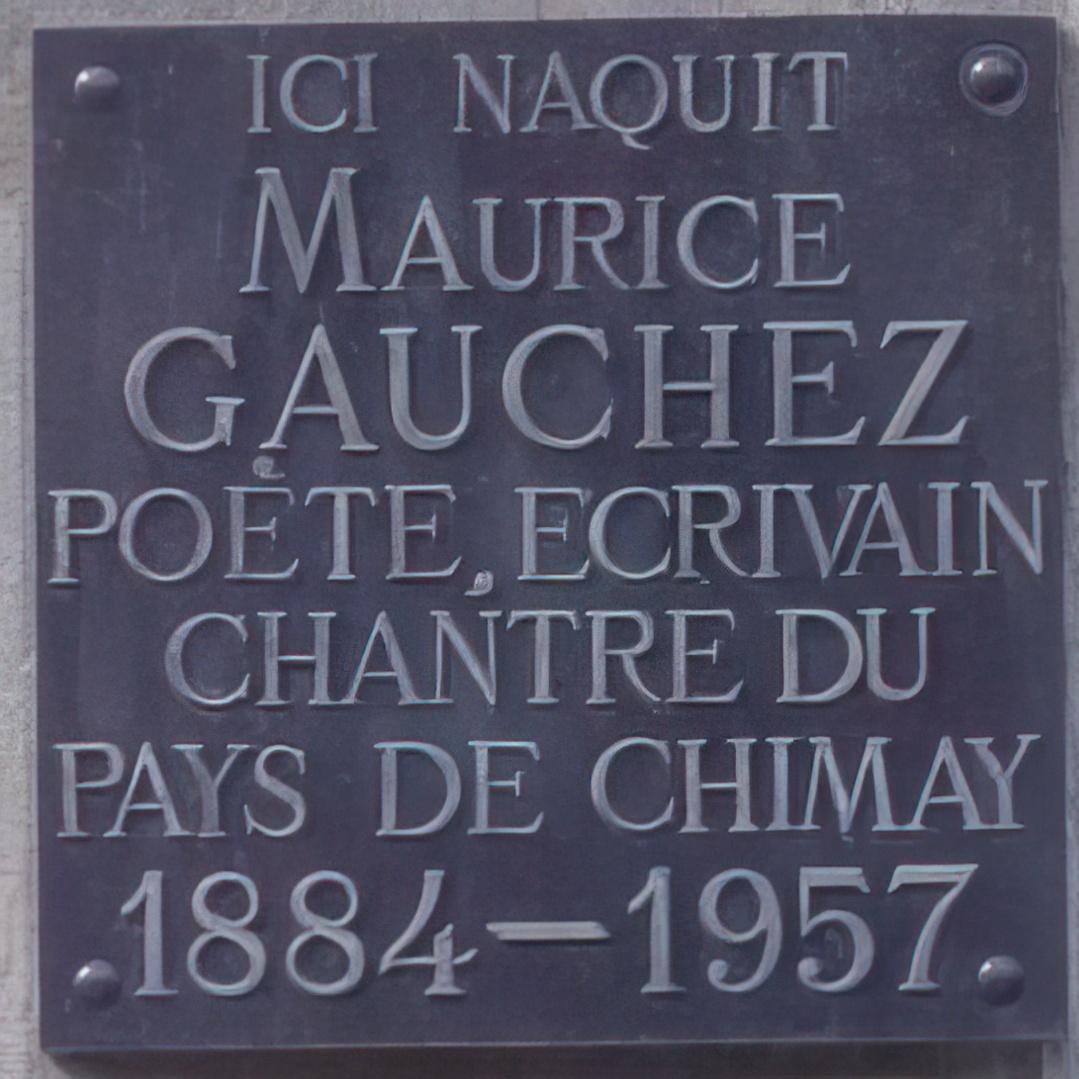 ICI NAQUIT
MAURICE
GAUCHEZ
POÈTE, ECRIVAIN
CHANTRE DU
PAYS DE CHIMAY
1884—1957